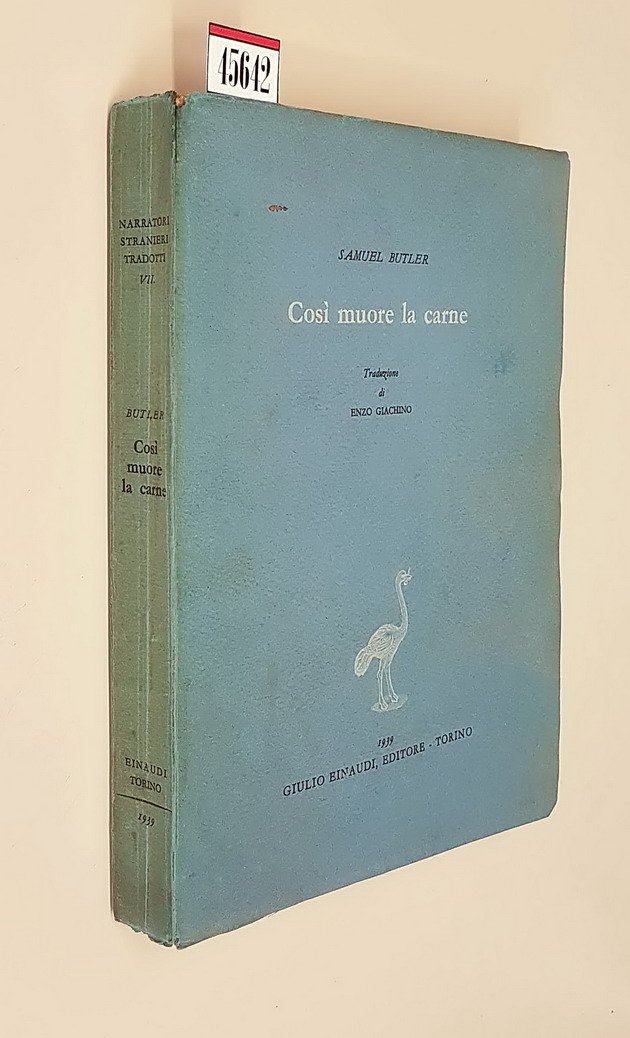 45642
NARRATORI
STRANIERI
TRADOTTI
VII.
BUTLER
Così
muore
la carne
EINAUDI
TORINO
1939
SAMUEL BUTLER
Così muore la carne
Traduzione
di
ENZO GIACHINO
1939
GIULIO EINAUDI, EDITORE - TORINO